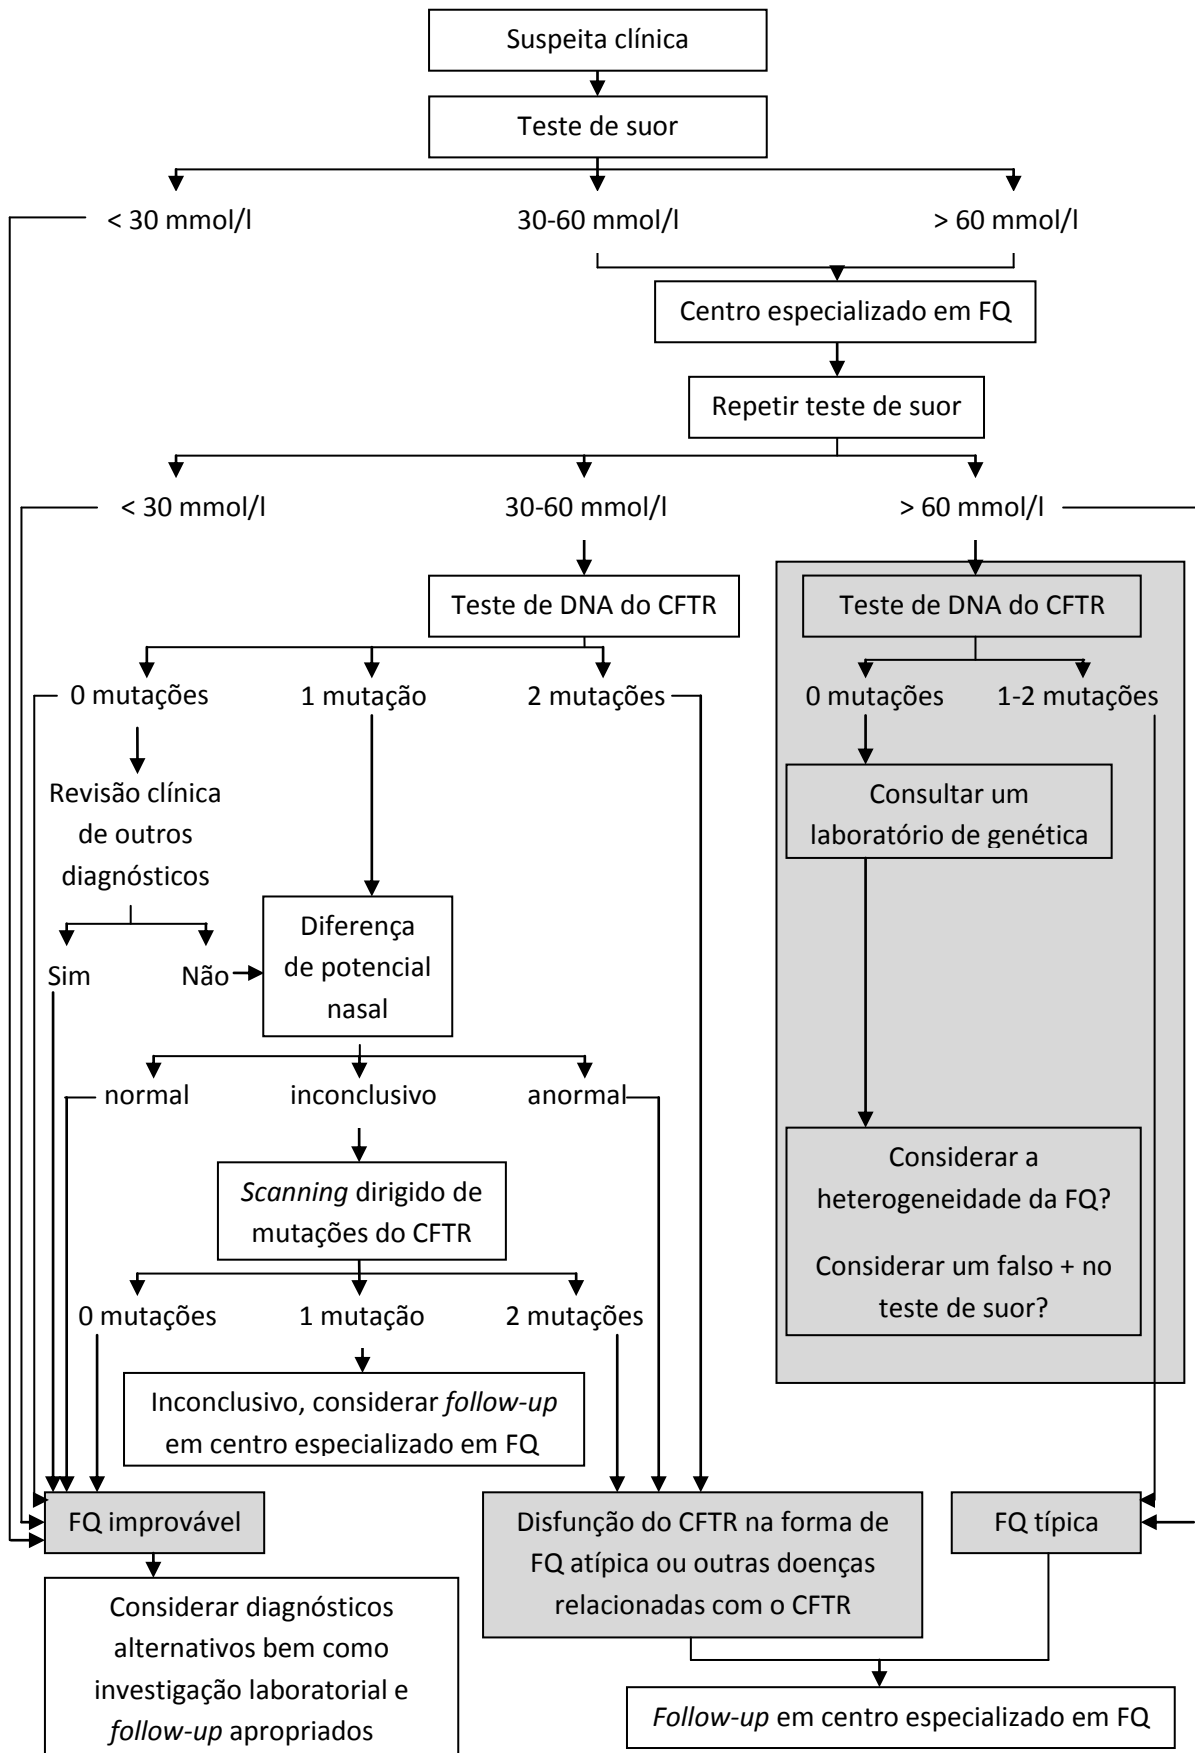 Suspeita clínica
Teste de suor
< 30 mmol/l
30-60 mmol/l
> 60 mmol/l
Centro especializado em FQ
Repetir teste de suor
< 30 mmol/l
30-60 mmol/l
> 60 mmol/l
Teste de DNA do CFTR
Teste de DNA do CFTR
0 mutações
1 mutação
2 mutações
0 mutações
1-2 mutações
Revisão clínica
de outros
diagnósticos
Consultar um
laboratório de genética
Sim
Não
Diferença
de potencial
nasal
normal
inconclusivo
anormal
Scanning dirigido de
mutações do CFTR
Considerar a
heterogeneidade da FQ?
Considerar um falso + no
teste de suor?
0 mutações
1 mutação
2 mutações
Inconclusivo, considerar follow-up
em centro especializado em FQ
FQ improvável
Disfunção do CFTR na forma de
FQ atípica ou outras doenças
relacionadas com o CFTR
FQ típica
Considerar diagnósticos
alternativos bem como
investigação laboratorial e
follow-up apropriados
Follow-up em centro especializado em FQ